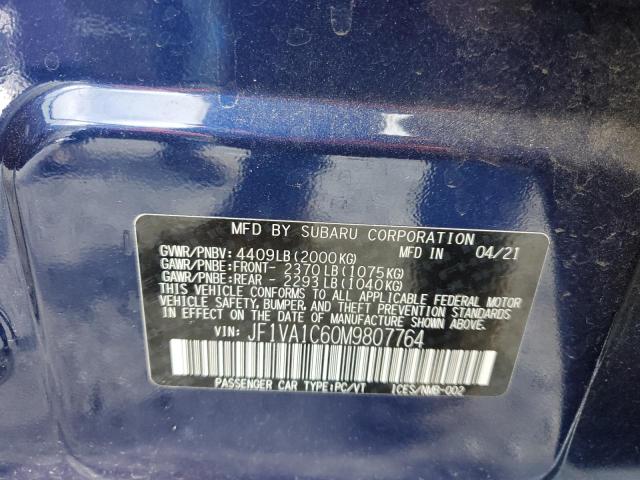 MFD BY SUBARU CORPORATION
GVWR/PNBV: 4409LB(2000KG) MFD IN 04/21
GAWR/PNBE:FRONT- 2370LB(1075KG)
GAWR/PNBE:REAR - 2293LB(1040KG)
THIS VEHICLE CONFORMS TO ALL APPLICABLE FEDERAL MOTOR
VEHICLE SAFETY, BUMPER, AND THEFT PREVENTION STANDARDS
IN EFFECT ON THE DATE OF MANUFACTURE SHOWN ABOVE.
VIN: JF1VA1C60M9807764
PASSENGER CAR TYPE:PC/VT ICES/NMB-002